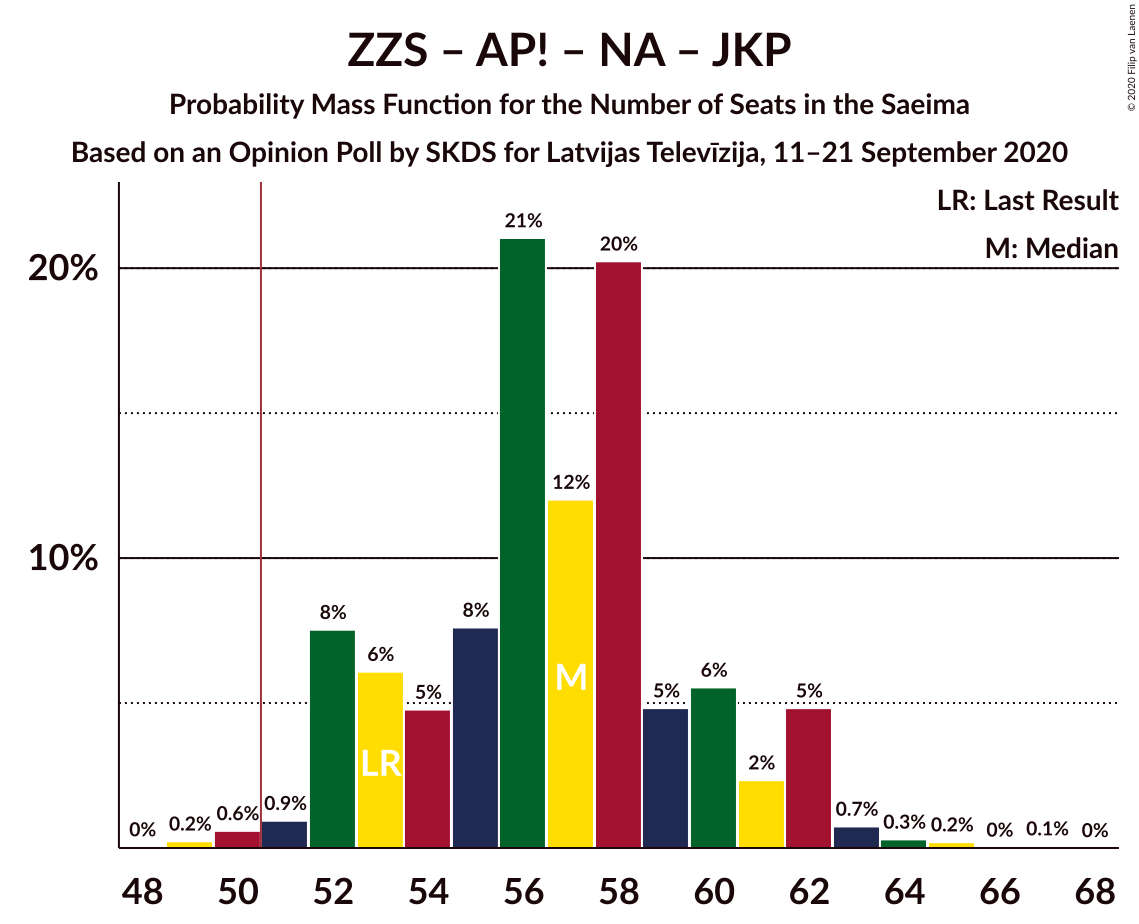 ZZS – AP! – NA – JKP
Probability Mass Function for the Number of Seats in the Saeima
Based on an Opinion Poll by SKDS for Latvijas Televīzija, 11–21 September 2020
© 2020 Filip van Laenen
LR: Last Result
M: Median
20%
10%
0% 0.2% 0.6% 0.9% 8% 6% 5% 8% 21% 12% 20% 5% 6% 2% 5% 0.7% 0.3% 0.2% 0% 0.1% 0%
LR M
48 50 52 54 56 58 60 62 64 66 68